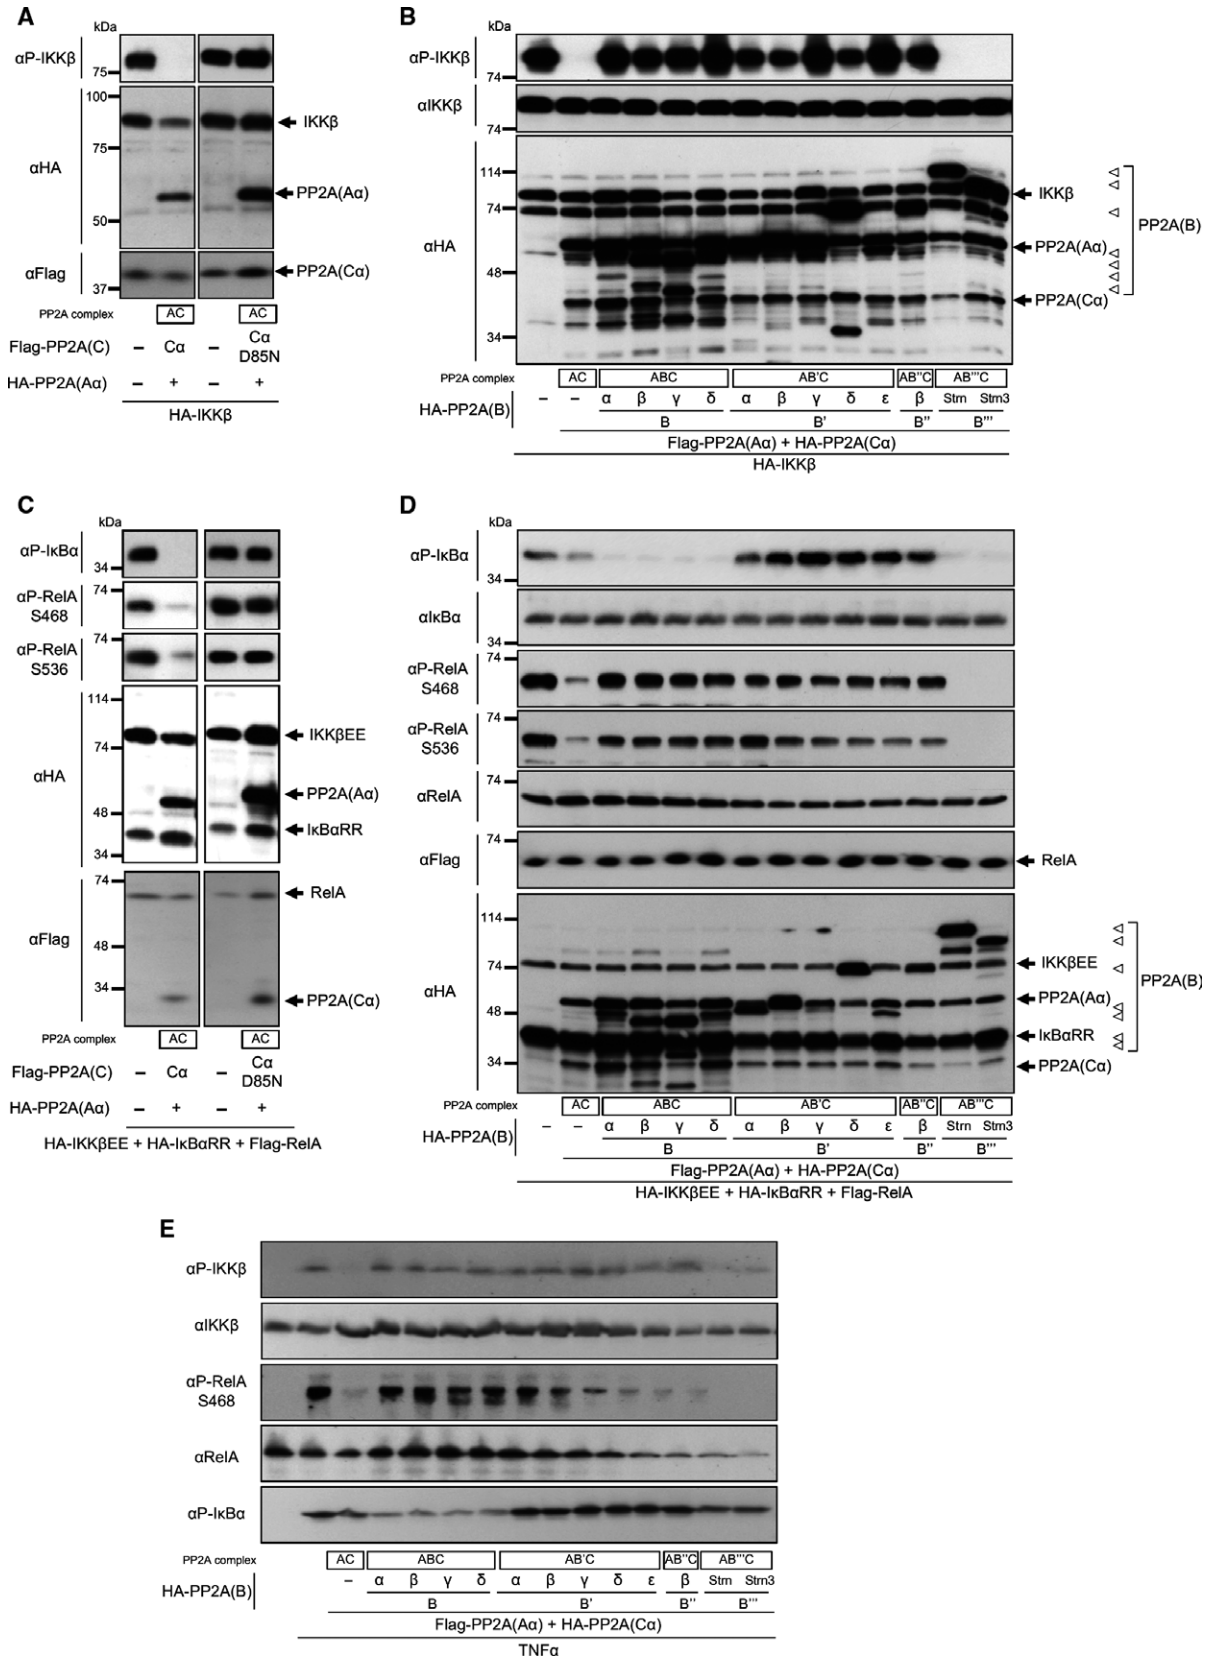 A
kDa
αP-IKKβ
75
100
IKKβ
75
αHA
PP2A(Aα)
50
αFlag
PP2A(Cα)
37
PP2A complex AC AC
Flag-PP2A(C) – Cα – Cα D85N
HA-PP2A(Aα) – + – +
HA-IKKβ
B
kDa
αP-IKKβ
74
αIKKβ
74
114
IKKβ
74
PP2A(B)
αHA
PP2A(Aα)
48
PP2A(Cα)
34
PP2A complex AC ABC AB'C AB''C AB'''C
HA-PP2A(B) – – α β γ δ α β γ δ ε β Strn Strn3
B B' B'' B'''
Flag-PP2A(Aα) + HA-PP2A(Cα)
HA-IKKβ
C
kDa
αP-IκBα
34
74
αP-RelA
S468
74
αP-RelA
S536
114
IKKβEE
74
αHA
PP2A(Aα)
48
IκBαRR
34
74
RelA
αFlag
48
34
PP2A(Cα)
PP2A complex AC AC
Flag-PP2A(C) – Cα – Cα D85N
HA-PP2A(Aα) – + – +
HA-IKKβEE + HA-IκBαRR + Flag-RelA
D
kDa
αP-IκBα
34
αIκBα
34
74
αP-RelA
S468
74
αP-RelA
S536
74
αRelA
74
αFlag
RelA
114
IKKβEE
74
PP2A(B)
αHA
PP2A(Aα)
48
IκBαRR
34
PP2A(Cα)
PP2A complex AC ABC AB'C AB''C AB'''C
HA-PP2A(B) – – α β γ δ α β γ δ ε β Strn Strn3
B B' B'' B'''
Flag-PP2A(Aα) + HA-PP2A(Cα)
HA-IKKβEE + HA-IκBαRR + Flag-RelA
E
αP-IKKβ
αIKKβ
αP-RelA
S468
αRelA
αP-IκBα
PP2A complex AC ABC AB'C AB''C AB'''C
HA-PP2A(B) – α β γ δ α β γ δ ε β Strn Strn3
B B' B'' B'''
Flag-PP2A(Aα) + HA-PP2A(Cα)
TNFα